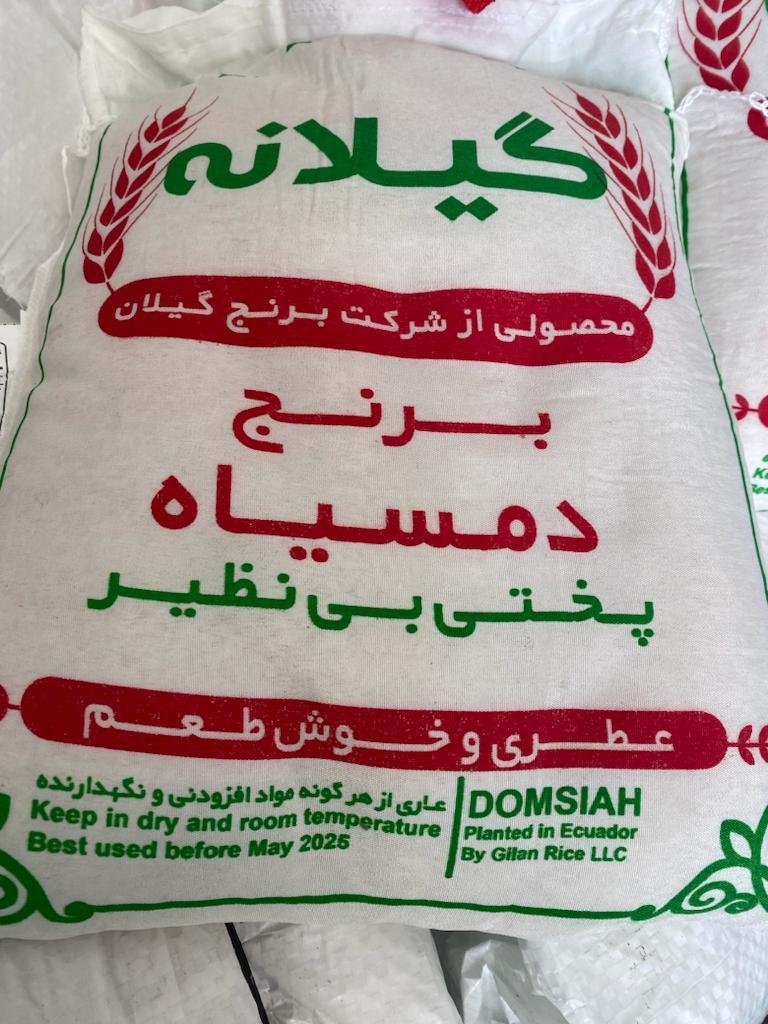 گیلانه
محصولی از شرکت برنج گیلان
برنج
دمسیاه
پختی بی نظیر
عطری و خوش طعم
عاری از هر گونه مواد افزودنی و نگهدارنده
Keep in dry and room temperature
Best used before May 2025
DOMSIAH
Planted in Ecuador
By Gilan Rice LLC